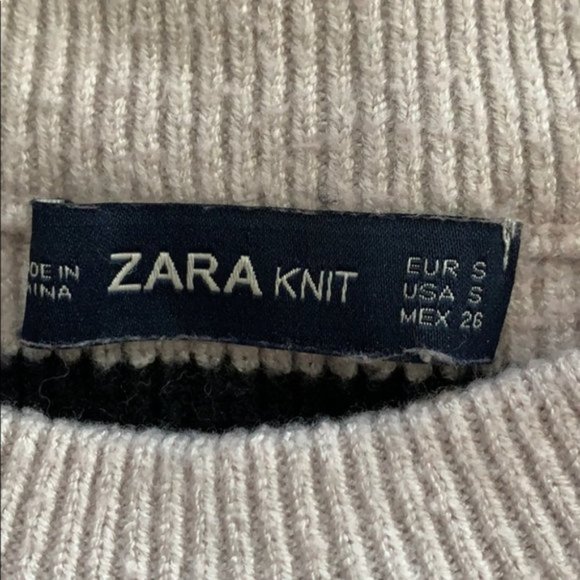 DE IN
INA
ZARA KNIT
EUR S
USA S
MEX 26